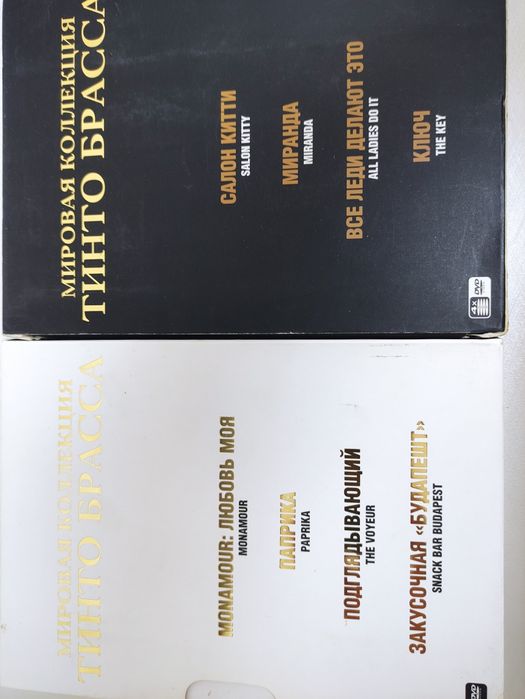 МИРОВАЯ КОЛЛЕКЦИЯ
ТИНТО БРАССА
САЛОН КИТТИ
SALON KITTY
МИРАНДА
MIRANDA
ВСЕ ЛЕДИ ДЕЛАЮТ ЭТО
ALL LADIES DO IT
КЛЮЧ
THE KEY
4x DVD
МИРОВАЯ КОЛЛЕКЦИЯ
ТИНТО БРАССА
MONAMOUR: ЛЮБОВЬ МОЯ
MONAMOUR
ПАПРИКА
PAPRIKA
ПОДГЛЯДЫВАЮЩИЙ
THE VOYEUR
ЗАКУСОЧНАЯ «БУДАПЕШТ»
SNACK BAR BUDAPEST
DVD